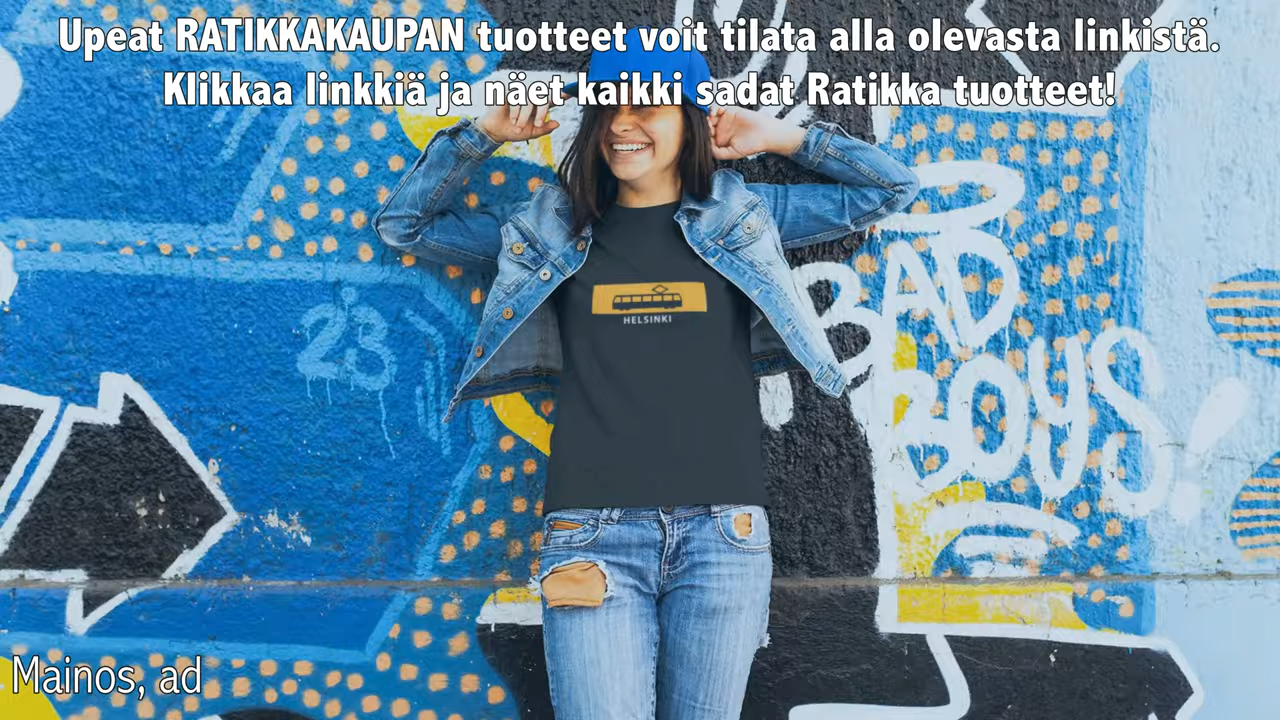 Upeat RATIKKAKAUPAN tuotteet voit tilata alla olevasta linkistä.
Klikkaa linkkiä ja näet kaikki sadat Ratikka tuotteet!
23
HELSINKI
BAD
BOYS!
Mainos, ad